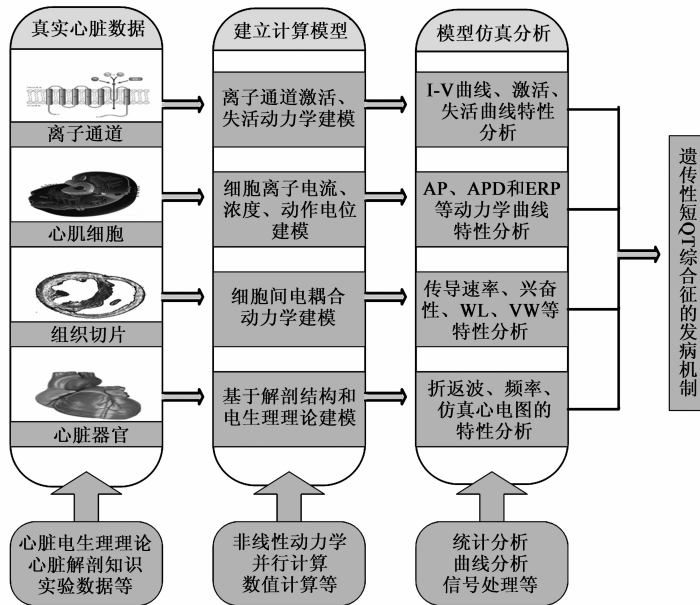 真实心脏数据
离子通道
心肌细胞
组织切片
心脏器官
心脏电生理理论
心脏解剖知识
实验数据等
建立计算模型
离子通道激活、
失活动力学建模
细胞离子电流、
浓度、动作电位
建模
细胞间电耦合
动力学建模
基于解剖结构和
电生理理论建模
非线性动力学
并行计算
数值计算等
模型仿真分析
I-V曲线、激活、
失活曲线特性
分析
AP、APD和ERP
等动力学曲线
特性分析
传导速率、兴奋
性、WL、VW等
特性分析
折返波、频率、
仿真心电图的
特性分析
统计分析
曲线分析
信号处理等
遗传性短QT综合征的发病机制